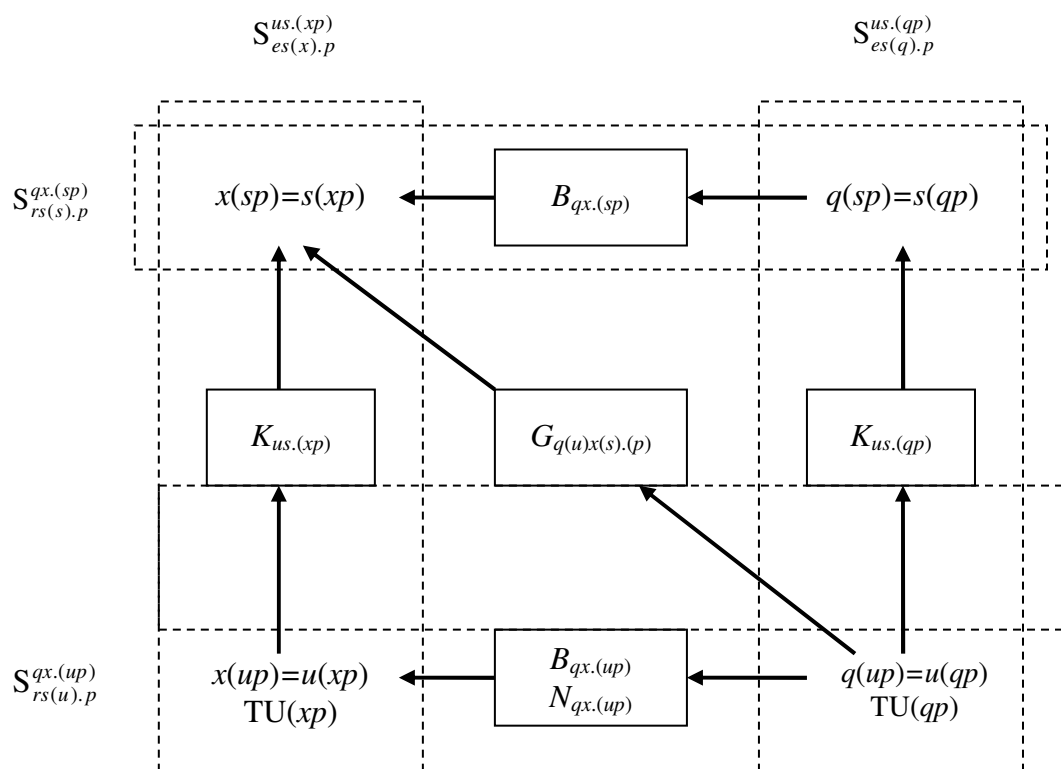 S^{us.(xp)}_{es(x).p} S^{us.(qp)}_{es(q).p}
S^{qx.(sp)}_{rs(s).p} x(sp)=s(xp) B_{qx.(sp)} q(sp)=s(qp)
K_{us.(xp)} G_{q(u)x(s).(p)} K_{us.(qp)}
S^{qx.(up)}_{rs(u).p} x(up)=u(xp) B_{qx.(up)} q(up)=u(qp)
TU(xp) N_{qx.(up)} TU(qp)